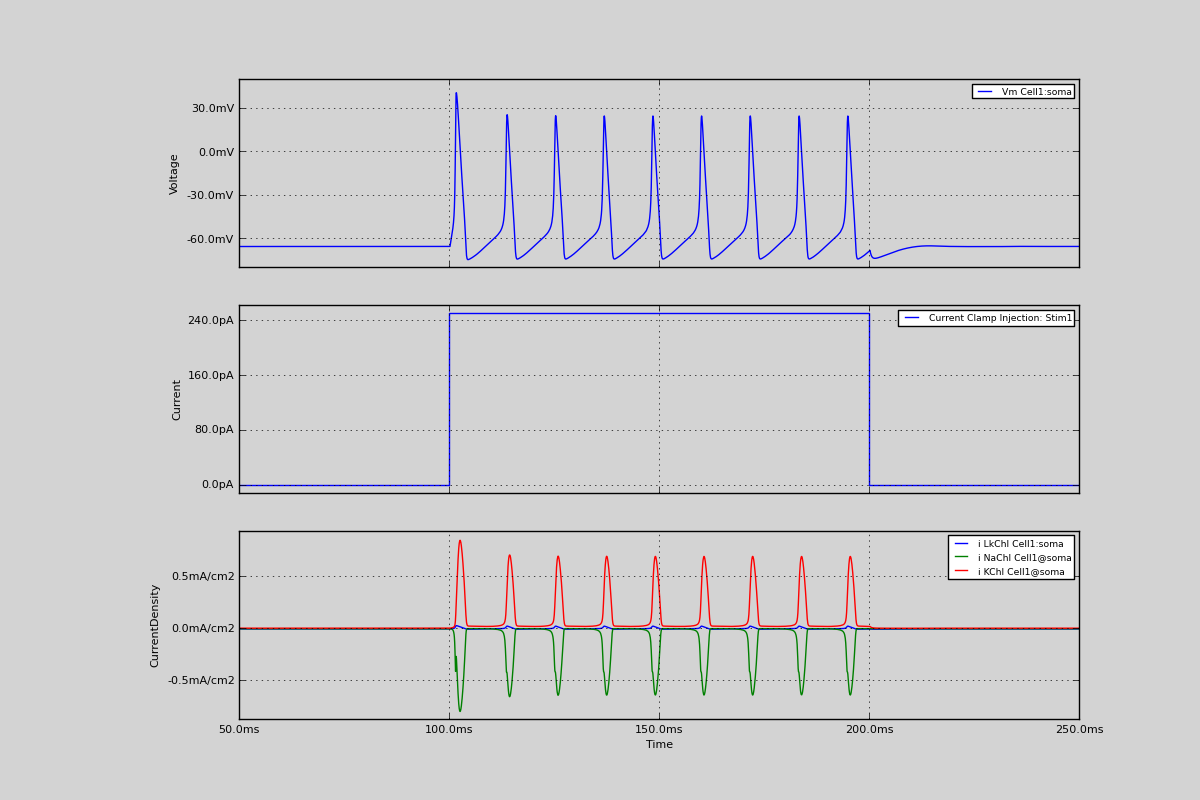 Vm Cell1:soma
30.0mV
0.0mV
-30.0mV
-60.0mV
Voltage
Current Clamp Injection: Stim1
240.0pA
160.0pA
80.0pA
0.0pA
Current
i LkChl Cell1:soma
i NaChl Cell1@soma
i KChl Cell1@soma
0.5mA/cm2
0.0mA/cm2
-0.5mA/cm2
CurrentDensity
50.0ms 100.0ms 150.0ms 200.0ms 250.0ms
Time